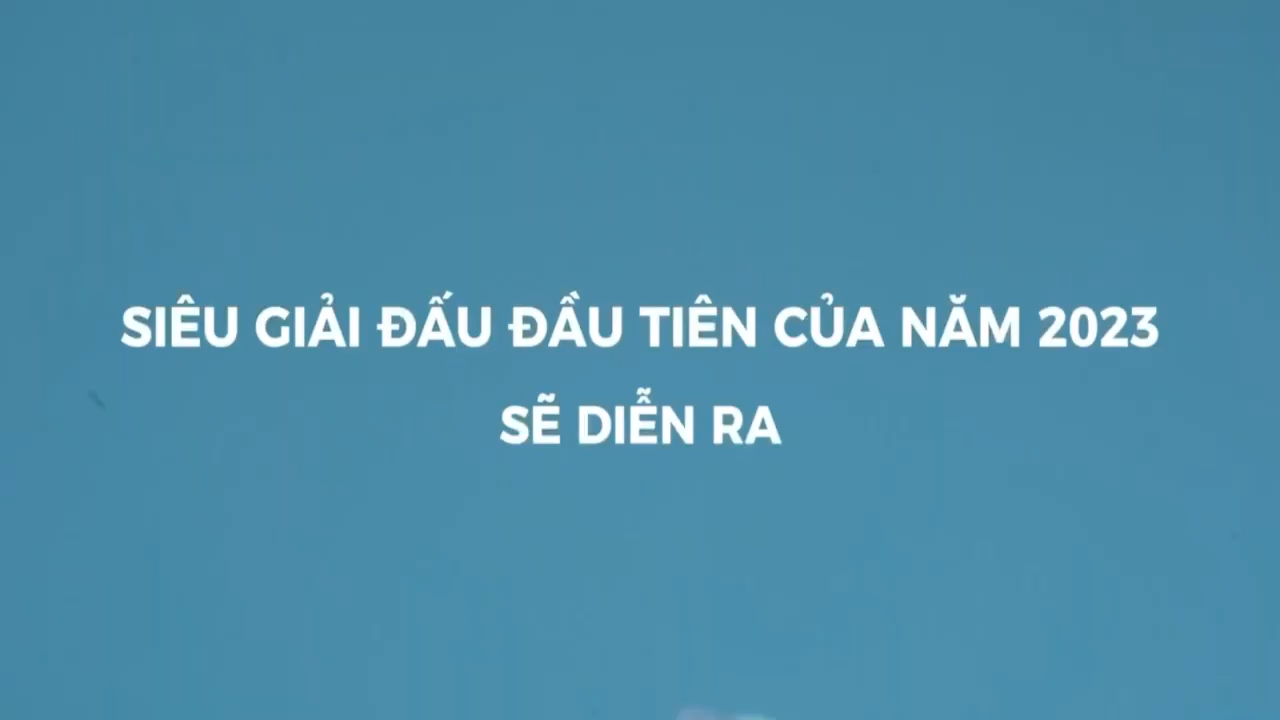 SIÊU GIẢI ĐẤU ĐẦU TIÊN CỦA NĂM 2023
SẼ DIỄN RA